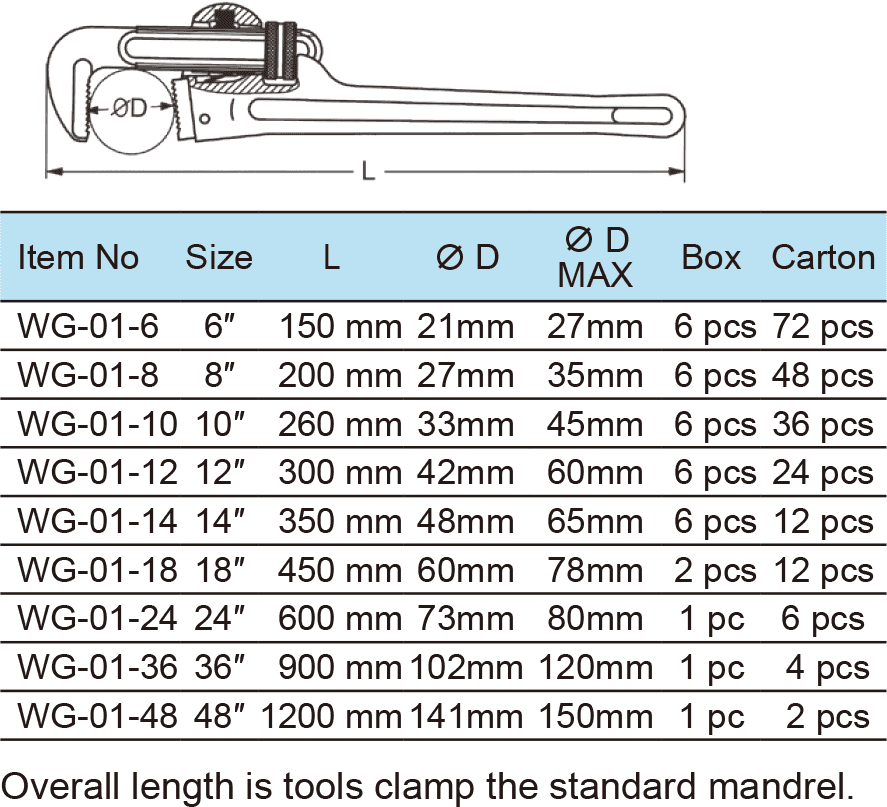 ØD
L
Item No Size L Ø D Ø D MAX Box Carton
WG-01-6 6″ 150 mm 21mm 27mm 6 pcs 72 pcs
WG-01-8 8″ 200 mm 27mm 35mm 6 pcs 48 pcs
WG-01-10 10″ 260 mm 33mm 45mm 6 pcs 36 pcs
WG-01-12 12″ 300 mm 42mm 60mm 6 pcs 24 pcs
WG-01-14 14″ 350 mm 48mm 65mm 6 pcs 12 pcs
WG-01-18 18″ 450 mm 60mm 78mm 2 pcs 12 pcs
WG-01-24 24″ 600 mm 73mm 80mm 1 pc 6 pcs
WG-01-36 36″ 900 mm 102mm 120mm 1 pc 4 pcs
WG-01-48 48″ 1200 mm 141mm 150mm 1 pc 2 pcs
Overall length is tools clamp the standard mandrel.